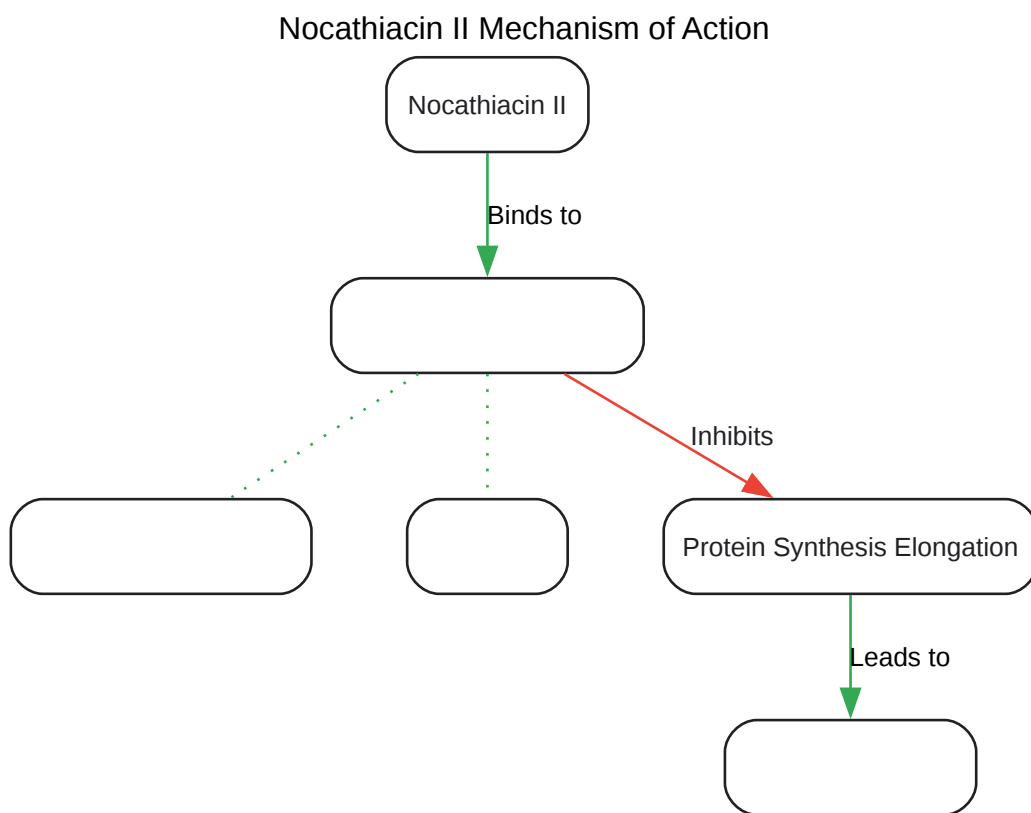 Nocathiacin II Mechanism of Action
Nocathiacin II
Binds to
Inhibits
Protein Synthesis Elongation
Leads to